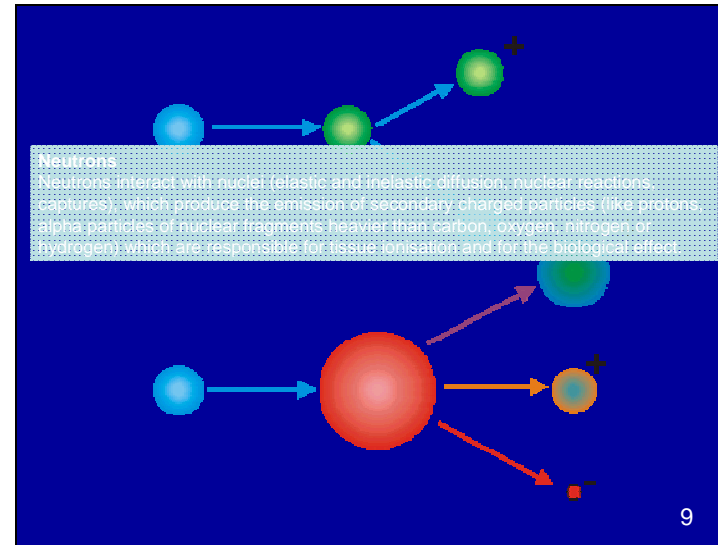 Neutrons
Neutrons interact with nuclei (elastic and inelastic diffusion, nuclear reactions,
captures), which produce the emission of secondary charged particles (like protons,
alpha particles of nuclear fragments heavier than carbon, oxygen, nitrogen or
hydrogen) which are responsible for tissue ionisation and for the biological effect.
+
+
-
9